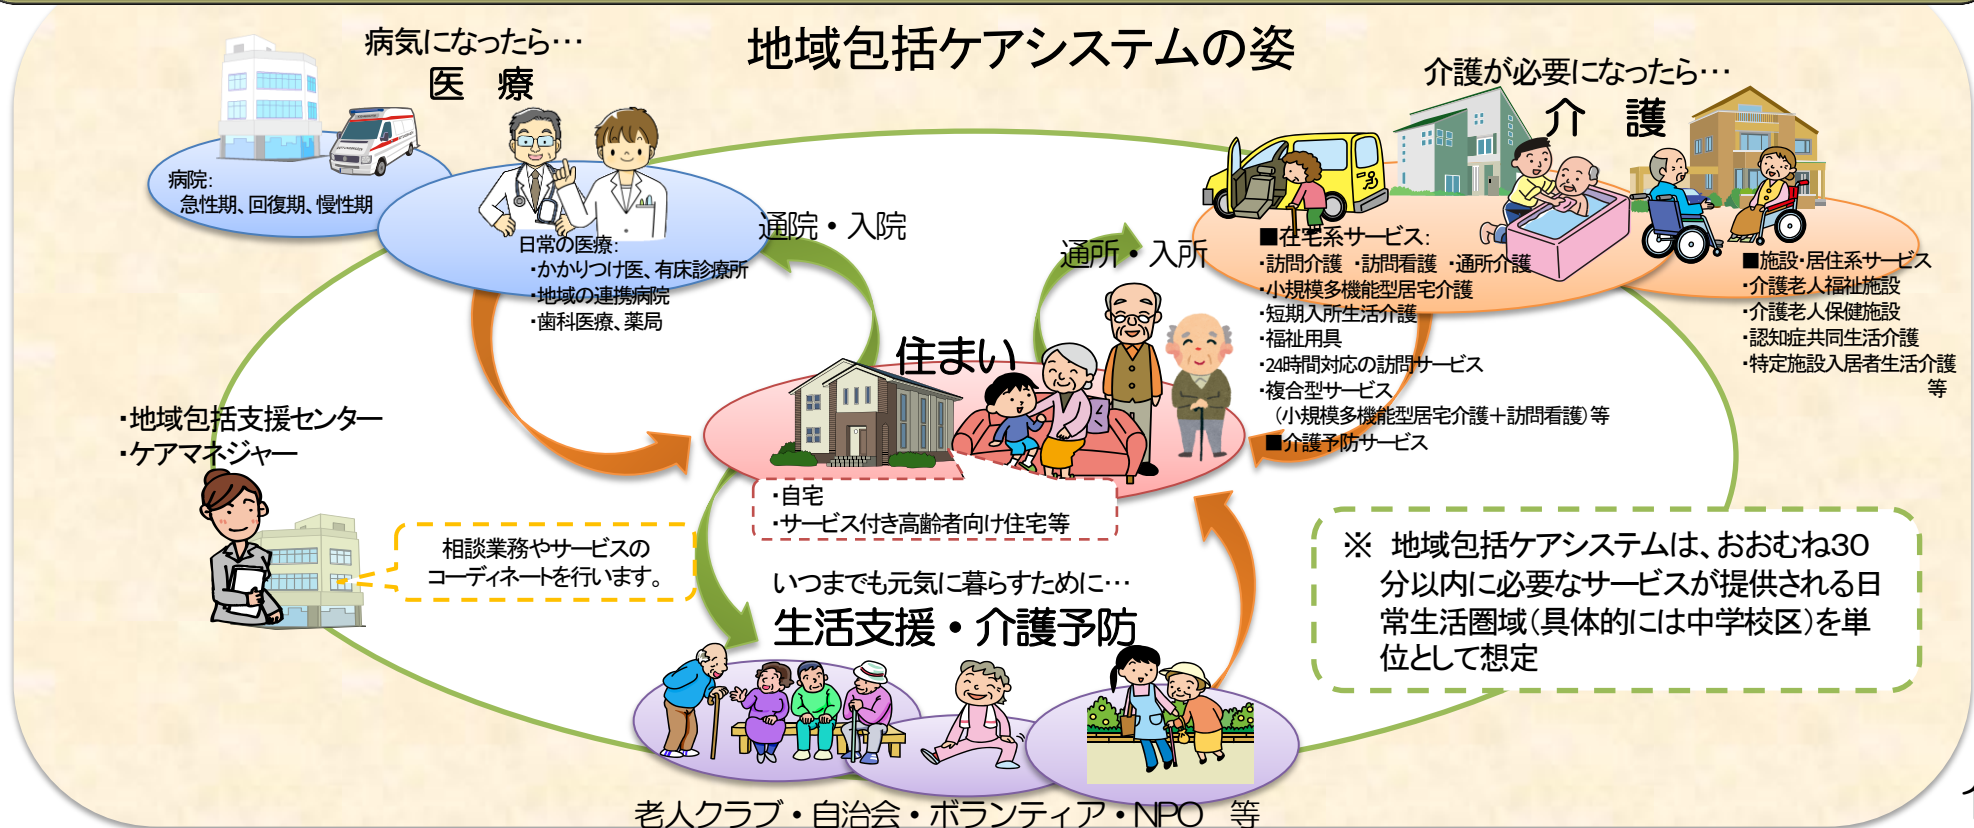 地域包括ケアシステムの姿
病気になったら…
医　療
病院:
急性期、回復期、慢性期
日常の医療:
・かかりつけ医、有床診療所
・地域の連携病院
・歯科医療、薬局
通院・入院
通所・入所
介護が必要になったら…
介　護
■在宅系サービス:
・訪問介護　・訪問看護　・通所介護
・小規模多機能型居宅介護
・短期入所生活介護
・福祉用具
・24時間対応の訪問サービス
・複合型サービス
（小規模多機能型居宅介護＋訪問看護）等
■介護予防サービス
■施設・居住系サービス
・介護老人福祉施設
・介護老人保健施設
・認知症共同生活介護
・特定施設入居者生活介護
等
住まい
・自宅
・サービス付き高齢者向け住宅等
・地域包括支援センター
・ケアマネジャー
相談業務やサービスの
コーディネートを行います。
いつまでも元気に暮らすために…
生活支援・介護予防
老人クラブ・自治会・ボランティア・NPO　等
※　地域包括ケアシステムは、おおむね30
分以内に必要なサービスが提供される日
常生活圏域（具体的には中学校区）を単
位として想定